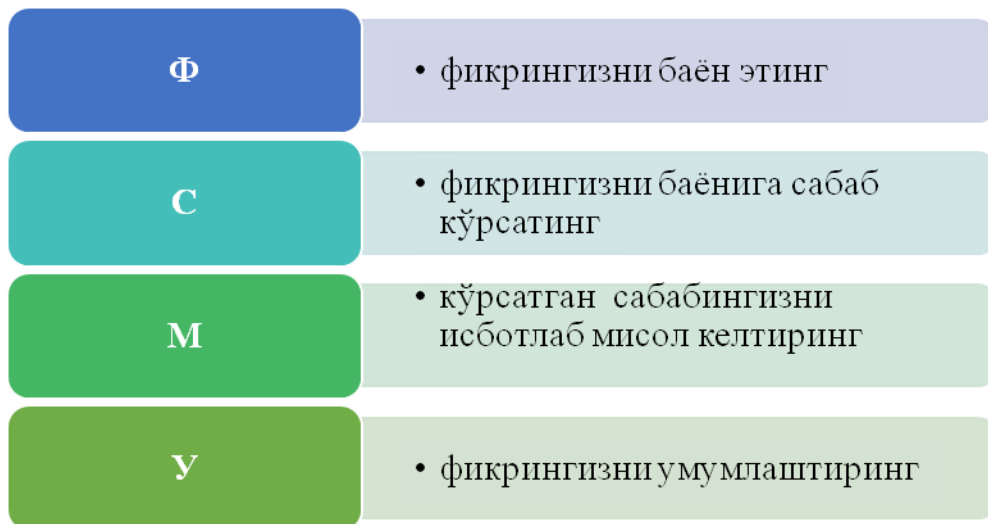 Ф
• фикрингизни баён этинг
С
• фикрингизни баёнига сабаб
кўрсатинг
М
• кўрсатган сабабингизни
исботлаб мисол келтиринг
У
• фикрингизни умумлаштиринг